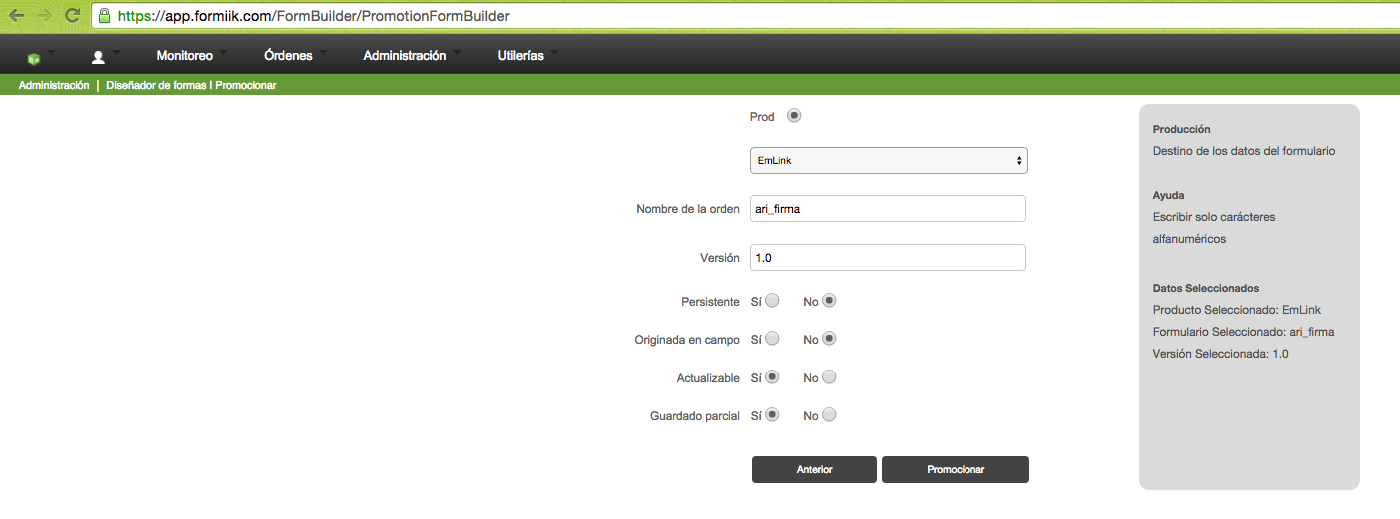 https://app.formiik.com/FormBuilder/PromotionFormBuilder
Monitoreo Órdenes Administración Utilerías
Administración | Diseñador de formas I Promocionar
Prod
EmLink
Nombre de la orden ari_firma
Versión 1.0
Persistente Sí No
Originada en campo Sí No
Actualizable Sí No
Guardado parcial Sí No
Anterior Promocionar
Producción
Destino de los datos del formulario
Ayuda
Escribir solo carácteres
alfanuméricos
Datos Seleccionados
Producto Seleccionado: EmLink
Formulario Seleccionado: ari_firma
Versión Seleccionada: 1.0